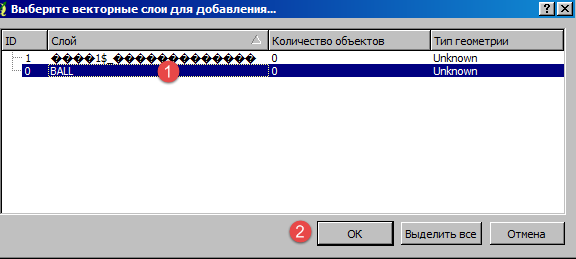 Выберите векторные слои для добавления...
ID Слой Количество объектов Тип геометрии
1 ����1$_������������� 0 Unknown
0 BALL 0 Unknown
1
2
OK Выделить все Отмена